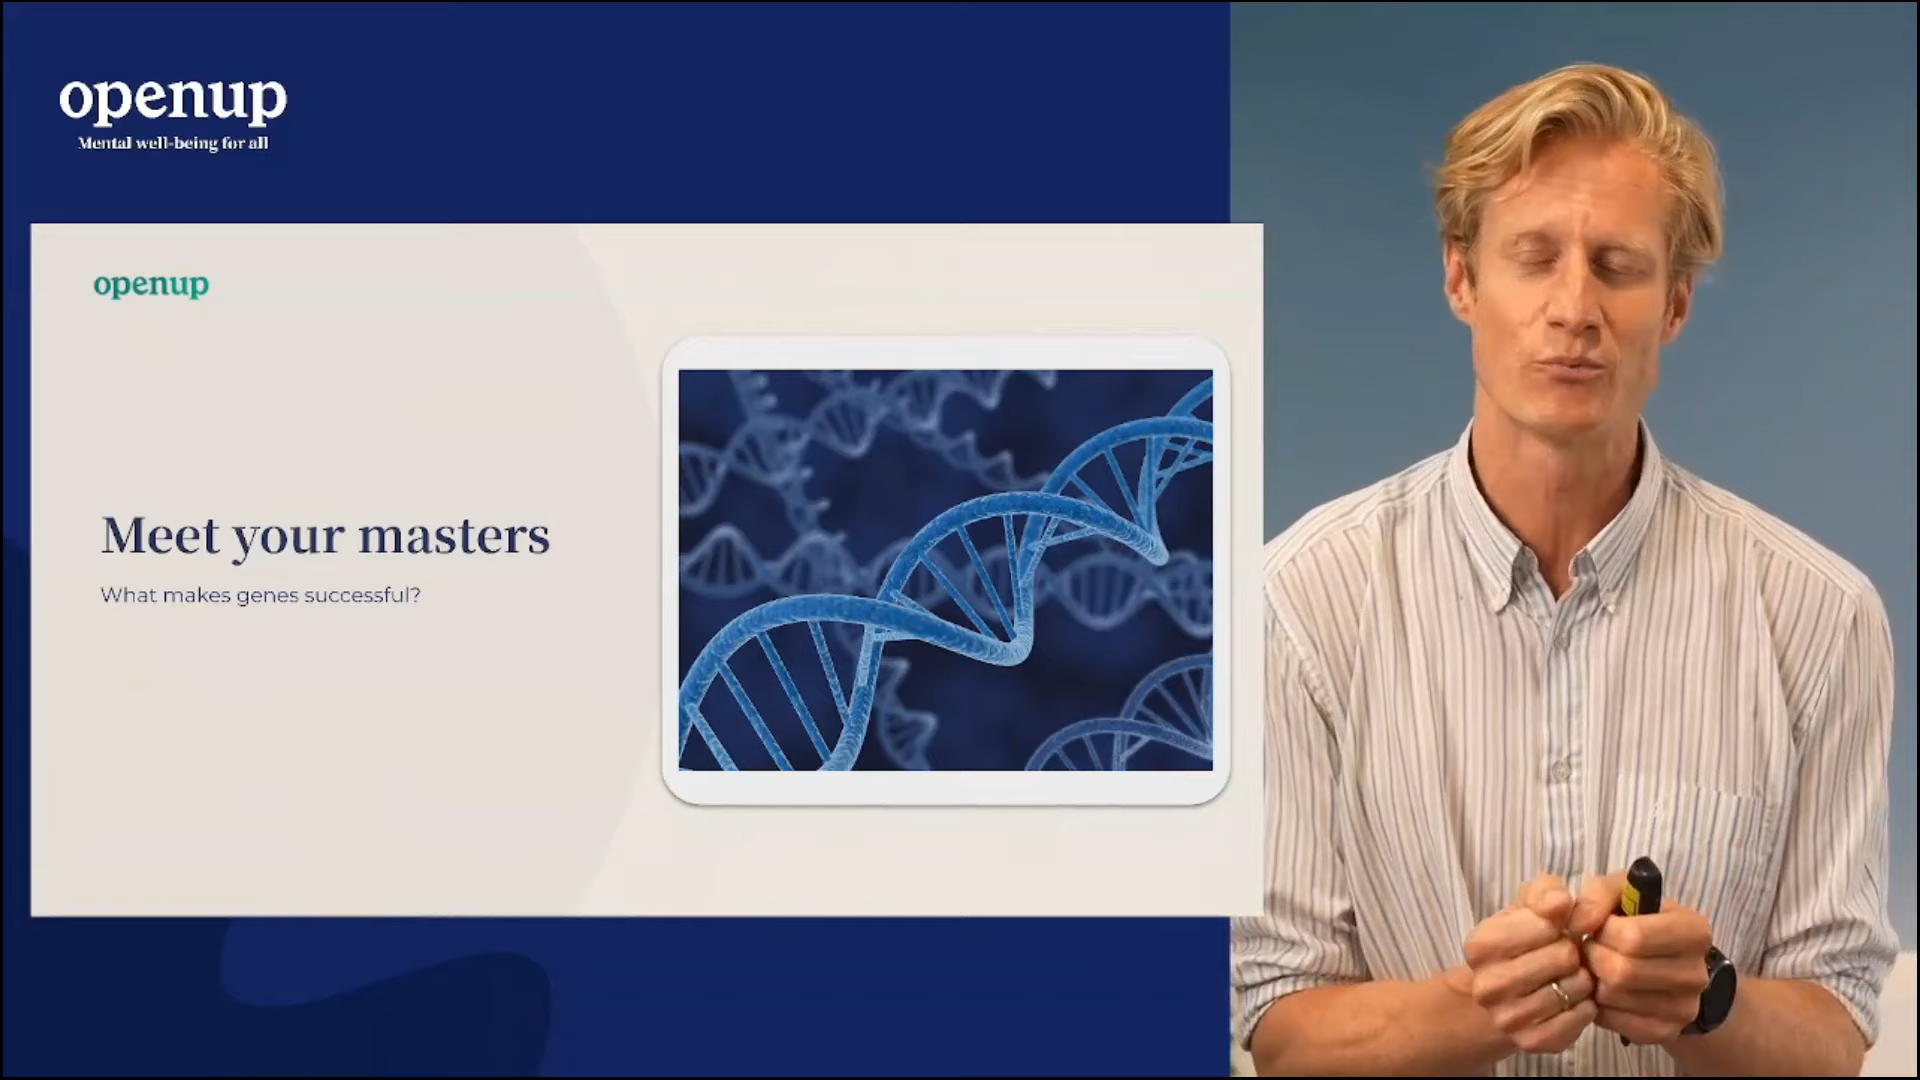 openup
Mental well-being for all
openup
Meet your masters
What makes genes successful?